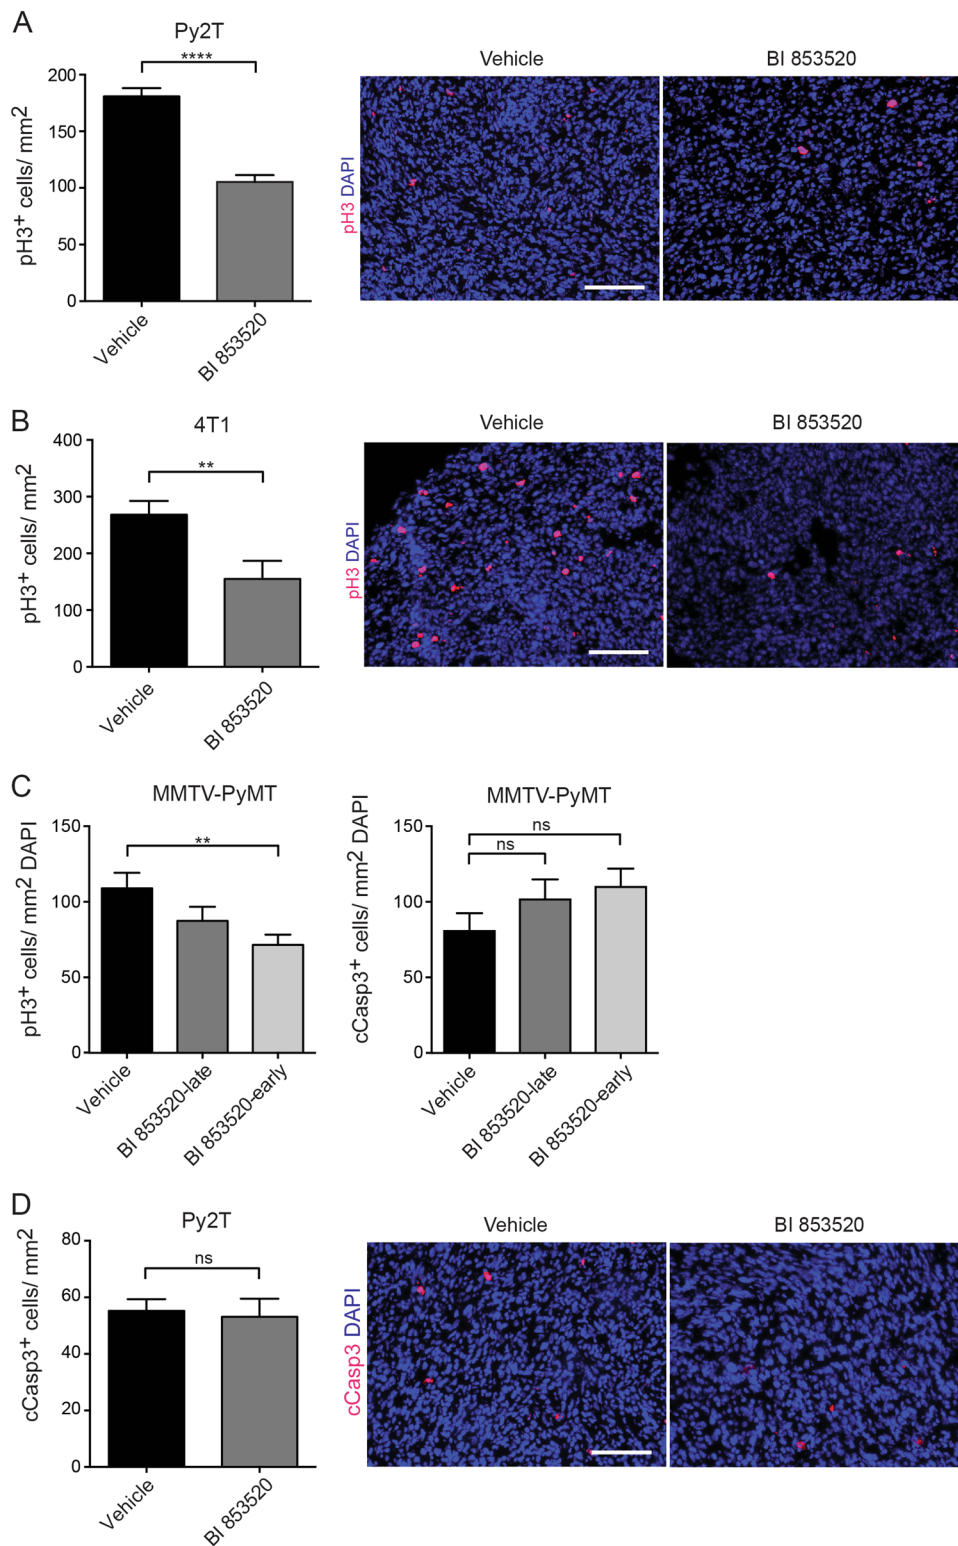 A
Py2T
****
pH3+ cells/ mm2
200
150
100
50
0
Vehicle
BI 853520
Vehicle
BI 853520
pH3 DAPI
B
4T1
**
pH3+ cells/ mm2
400
300
200
100
0
Vehicle
BI 853520
Vehicle
BI 853520
pH3 DAPI
C
MMTV-PyMT
**
pH3+ cells/ mm2 DAPI
150
100
50
0
Vehicle
BI 853520-late
BI 853520-early
MMTV-PyMT
ns
ns
cCasp3+ cells/ mm2 DAPI
150
100
50
0
Vehicle
BI 853520-late
BI 853520-early
D
Py2T
ns
cCasp3+ cells/ mm2
80
60
40
20
0
Vehicle
BI 853520
Vehicle
BI 853520
cCasp3 DAPI